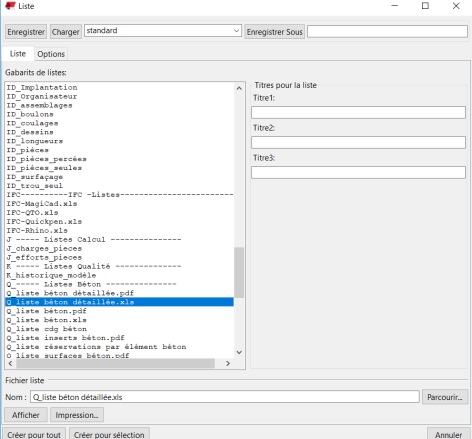 Liste
Enregistrer Charger standard Enregistrer Sous
Liste Options
Gabarits de listes:
ID_Implantation
ID_Organisateur
ID_assemblages
ID_boulons
ID_coulages
ID_dessins
ID_longueurs
ID_pièces
ID_pièces_percées
ID_pièces_seules
ID_surfaçage
ID_trou_seul
IFC----------IFC -Listes------------------------
IFC-MagiCad.xls
IFC-QTO.xls
IFC-Quickpen.xls
IFC-Rhino.xls
J ----- Listes Calcul ---------------
J_charges_pieces
J_efforts_pieces
K ----- Listes Qualité --------------
K_historique_modèle
Q_----- Listes Béton ---------------
Q_liste béton détaillée.pdf
Q_liste béton détaillée.xls
Q_liste béton.pdf
Q_liste béton.xls
Q_liste cdg béton
Q_liste inserts béton.pdf
Q_liste réservations par élément béton
Q_liste surfaces béton.pdf
Titres pour la liste
Titre1:
Titre2:
Titre3:
Fichier liste
Nom : Q_liste béton détaillée.xls Parcourir...
Afficher Impression...
Créer pour tout Créer pour sélection Annuler